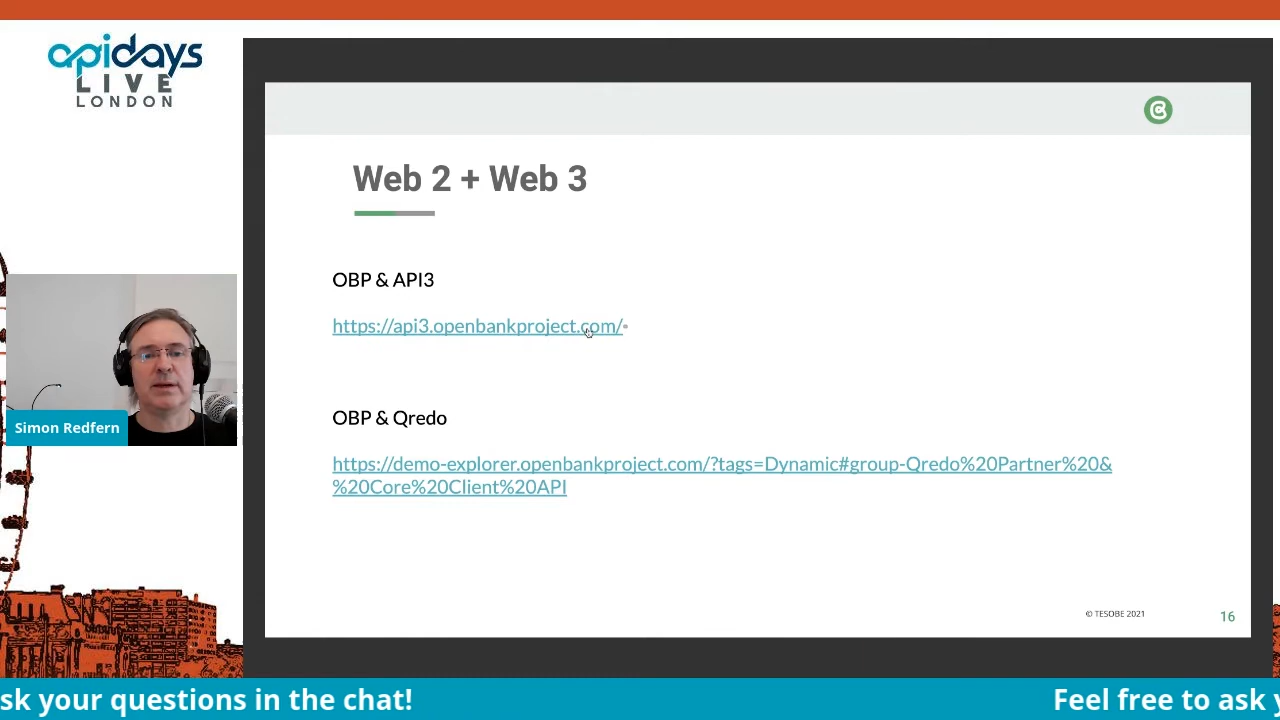 apidays
LIVE
LONDON
Web 2 + Web 3
OBP & API3
https://api3.openbankproject.com/
OBP & Qredo
https://demo-explorer.openbankproject.com/?tags=Dynamic#group-Qredo%20Partner%20&
%20Core%20Client%20API
Simon Redfern
© TESOBE 2021
16
sk your questions in the chat!
Feel free to ask y